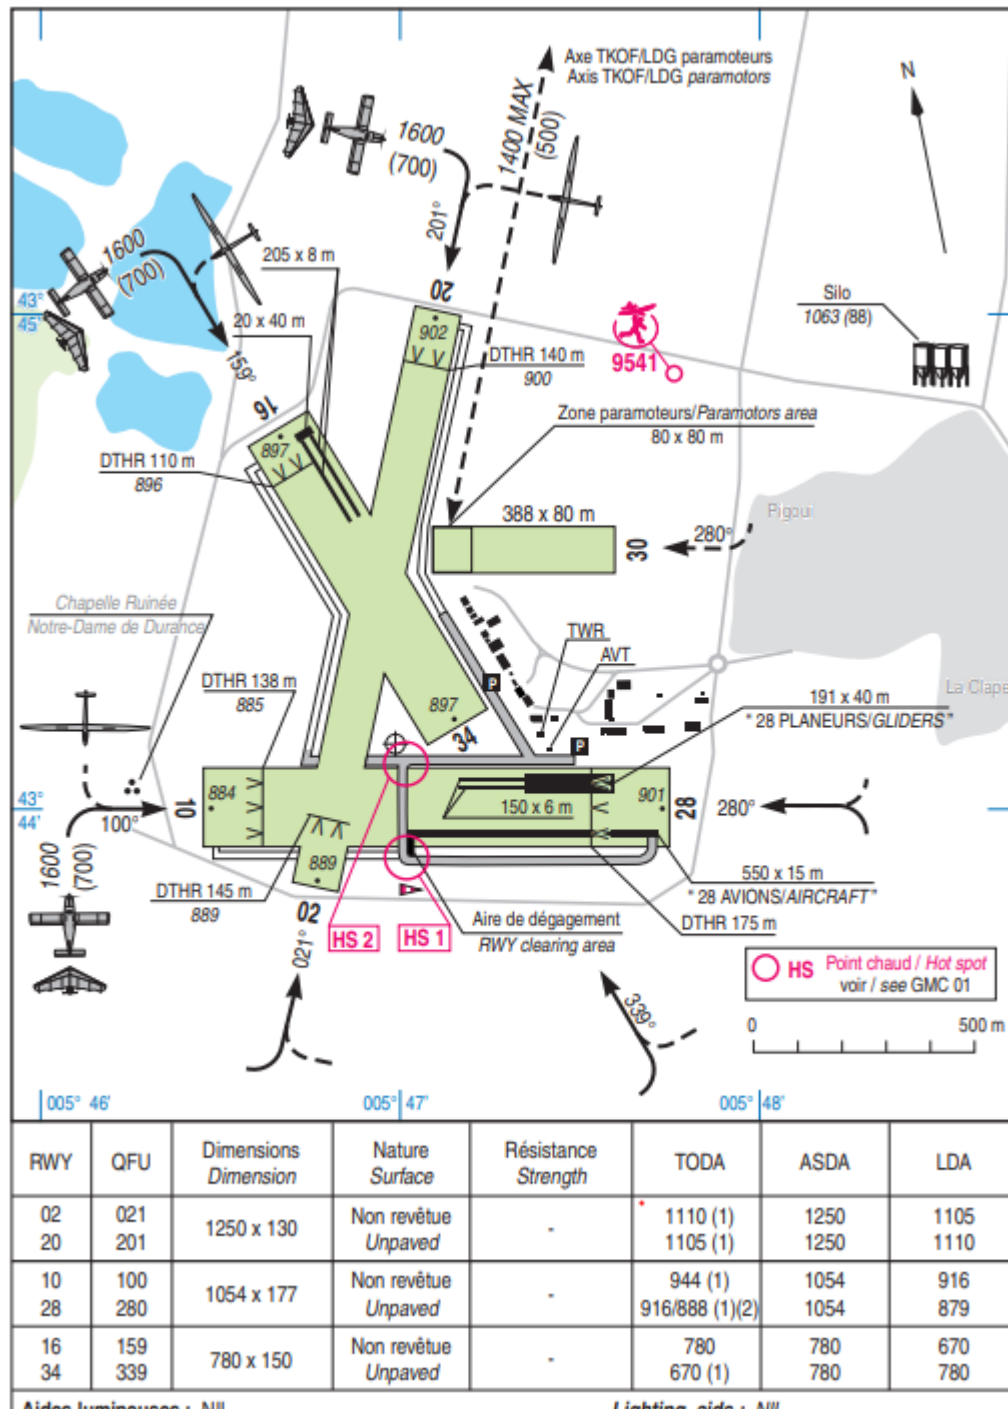 Axe TKOF/LDG paramoteurs
Axis TKOF/LDG paramotors
N
1400 MAX
(500)
1600
(700)
201°
20
1600
(700)
205 x 8 m
20 x 40 m
159°
16
43°
45'
Silo
1063 (88)
9541
902
DTHR 140 m
900
Zone paramoteurs/Paramotors area
80 x 80 m
897
DTHR 110 m
896
388 x 80 m
30
280°
Pigoui
Chapelle Ruinée
Notre-Dame de Durance
TWR
AVT
P
La Clape
DTHR 138 m
885
897
34
P
191 x 40 m
" 28 PLANEURS/GLIDERS "
43°
44'
100°
10
884
150 x 6 m
901
28
280°
1600
(700)
889
DTHR 145 m
889
02
021°
HS 2
HS 1
Aire de dégagement
RWY clearing area
550 x 15 m
" 28 AVIONS/AIRCRAFT "
DTHR 175 m
339°
HS Point chaud / Hot spot
voir / see GMC 01
0 500 m
005° 46' 005° 47' 005° 48'
RWY QFU Dimensions Nature Résistance TODA ASDA LDA
Dimension Surface Strength
02 021 1250 x 130 Non revêtue - 1110 (1) 1250 1105
20 201 Unpaved 1105 (1) 1250 1110
10 100 1054 x 177 Non revêtue - 944 (1) 1054 916
28 280 Unpaved 916/888 (1)(2) 1054 879
16 159 780 x 150 Non revêtue - 780 780 670
34 339 Unpaved 670 (1) 780 780
Aides lumineuses : NIL Lighting aids : NIL